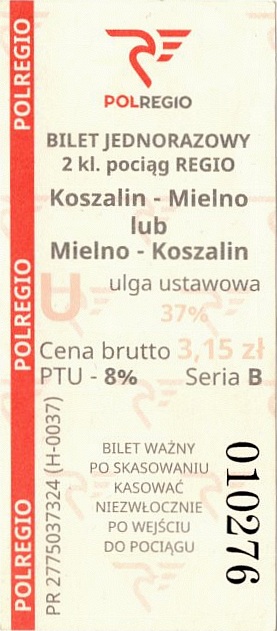 POLREGIO
BILET JEDNORAZOWY
2 kl. pociąg REGIO
Koszalin - Mielno
lub
Mielno - Koszalin
U ulga ustawowa
37%
Cena brutto 3,15 zł
PTU - 8% Seria B
BILET WAŻNY
PO SKASOWANIU
KASOWAĆ
NIEZWŁOCZNIE
PO WEJŚCIU
DO POCIĄGU
010276
PR 2775037324 (H-0037)
POLREGIO
POLREGIO
POLREGIO